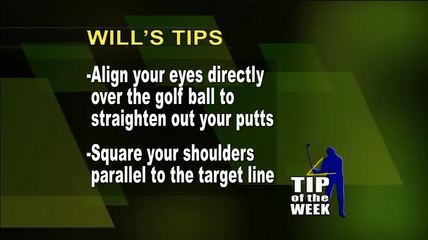 WILL'S TIPS
-Align your eyes directly
over the golf ball to
straighten out your putts
-Square your shoulders
parallel to the target line
TIP
of the
WEEK